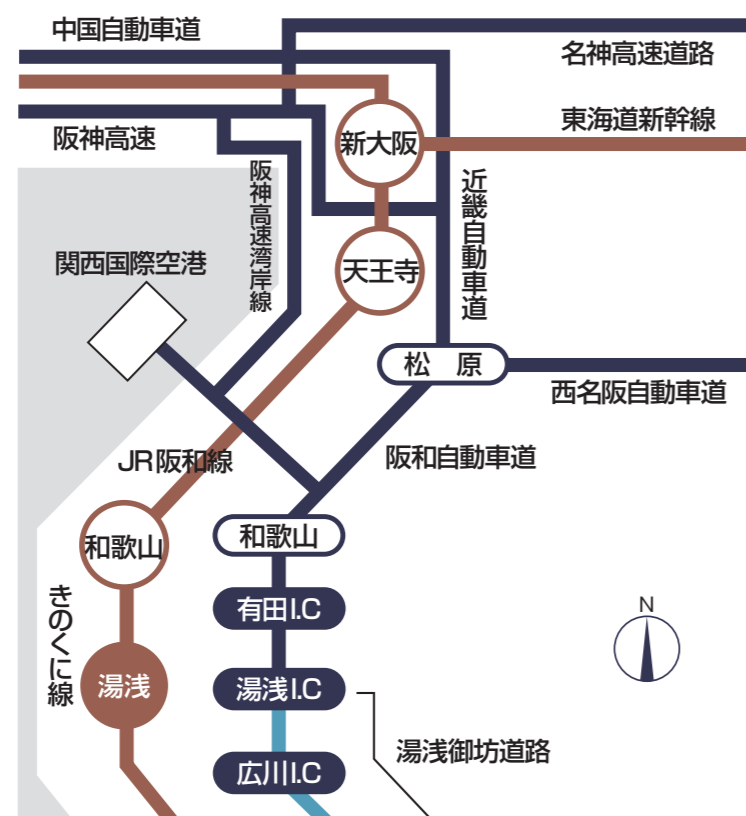 中国自動車道
名神高速道路
東海道新幹線
阪神高速
新大阪
近畿自動車道
阪神高速湾岸線
関西国際空港
天王寺
松原
西名阪自動車道
JR阪和線
阪和自動車道
和歌山
和歌山
きのくに線
有田I.C
N
湯浅
湯浅I.C
湯浅御坊道路
広川I.C